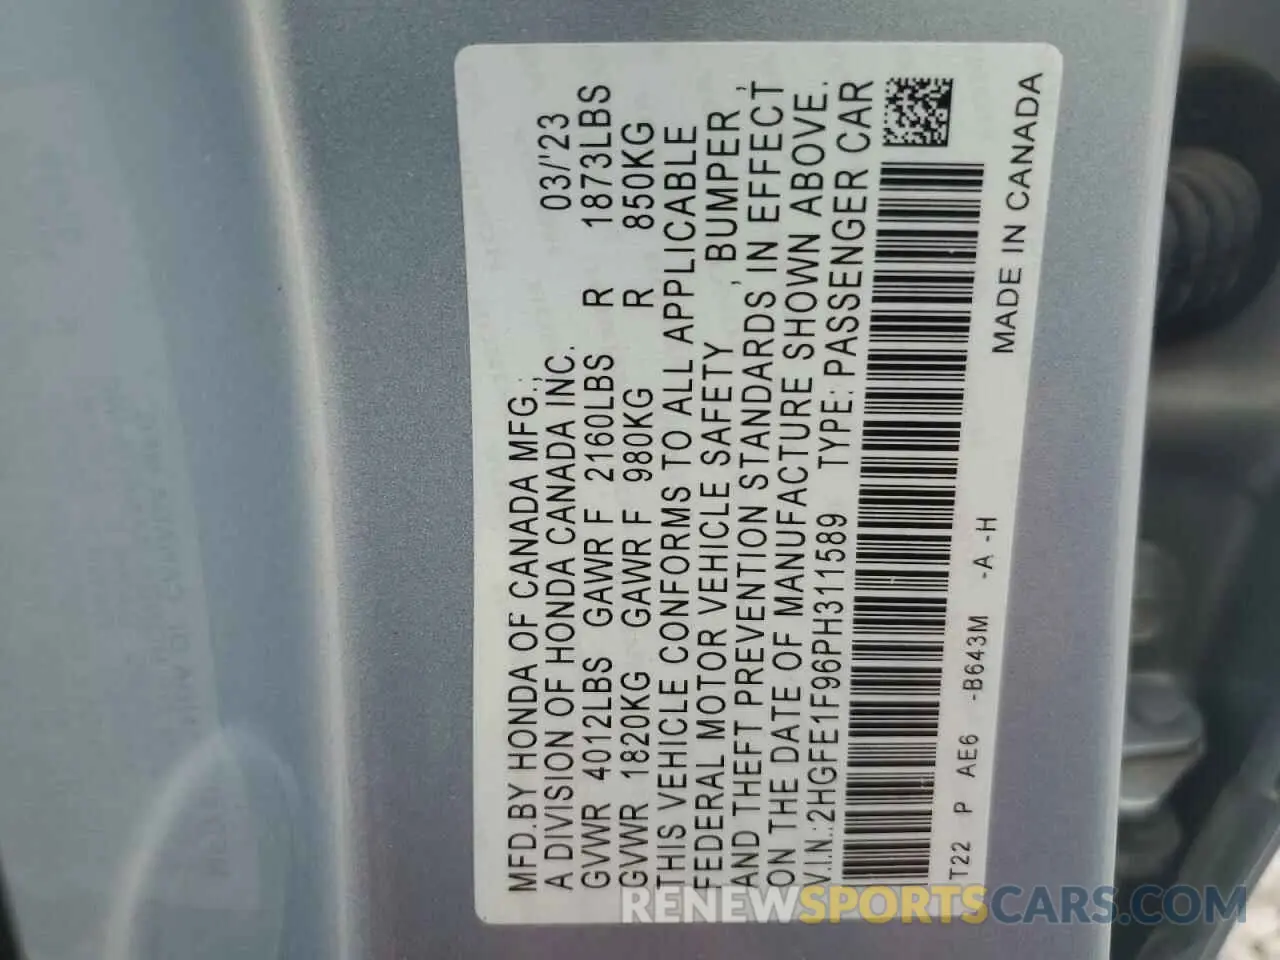 MFD.BY HONDA OF CANADA MFG.; 03/'23
A DIVISION OF HONDA CANADA INC.
GVWR 4012LBS GAWR F 2160LBS R 1873LBS
GVWR 1820KG GAWR F 980KG R 850KG
THIS VEHICLE CONFORMS TO ALL APPLICABLE
FEDERAL MOTOR VEHICLE SAFETY, BUMPER,
AND THEFT PREVENTION STANDARDS IN EFFECT
ON THE DATE OF MANUFACTURE SHOWN ABOVE.
V.I.N.:2HGFE1F96PH311589 TYPE: PASSENGER CAR
T22 P AE6 -B643M -A -H
MADE IN CANADA
RENEWSPORTSCARS.COM